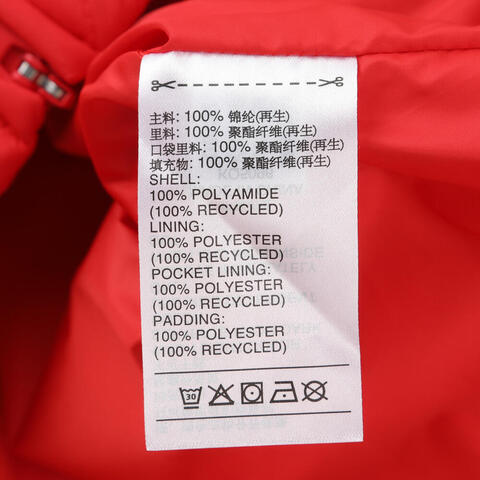 主料: 100% 锦纶(再生)
里料: 100% 聚酯纤维(再生)
口袋里料: 100% 聚酯纤维(再生)
填充物: 100% 聚酯纤维(再生)
SHELL:
100% POLYAMIDE
(100% RECYCLED)
LINING:
100% POLYESTER
(100% RECYCLED)
POCKET LINING:
100% POLYESTER
(100% RECYCLED)
PADDING:
100% POLYESTER
(100% RECYCLED)
30